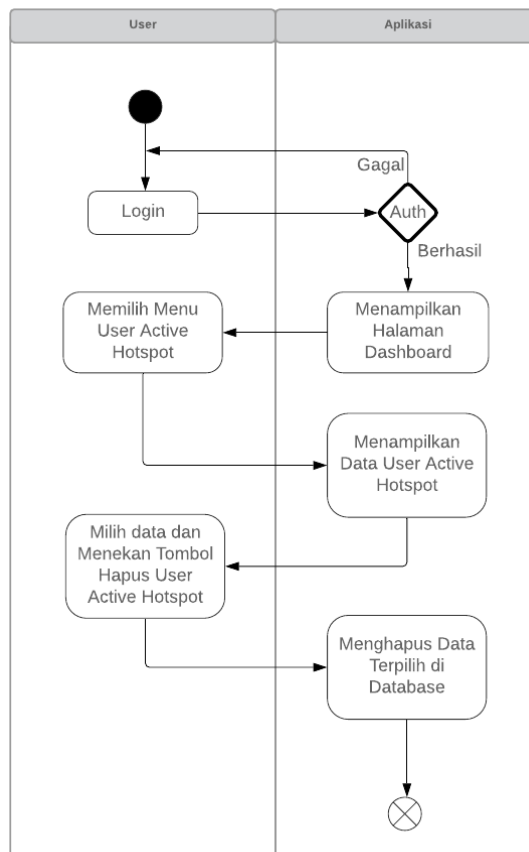 User
Aplikasi
Gagal
Login
Auth
Berhasil
Memilih Menu
User Active
Hotspot
Menampilkan
Halaman
Dashboard
Menampilkan
Data User Active
Hotspot
Milih data dan
Menekan Tombol
Hapus User
Active Hotspot
Menghapus Data
Terpilih di
Database